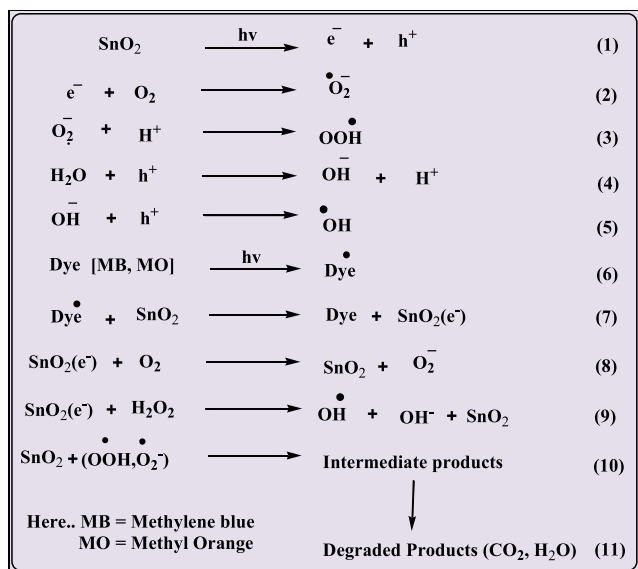 SnO₂ hv → e⁻ + h⁺ (1)
e⁻ + O₂ → •O₂⁻ (2)
O₂⁻ + H⁺ → OOH• (3)
H₂O + h⁺ → OH⁻ + H⁺ (4)
OH⁻ + h⁺ → •OH (5)
Dye [MB, MO] hv → Dye• (6)
Dye• + SnO₂ → Dye + SnO₂(e⁻) (7)
SnO₂(e⁻) + O₂ → SnO₂ + O₂⁻ (8)
SnO₂(e⁻) + H₂O₂ → OH• + OH⁻ + SnO₂ (9)
SnO₂ + (OOH•, O₂•⁻) → Intermediate products (10)
Here.. MB = Methylene blue
MO = Methyl Orange
Degraded Products (CO₂, H₂O) (11)